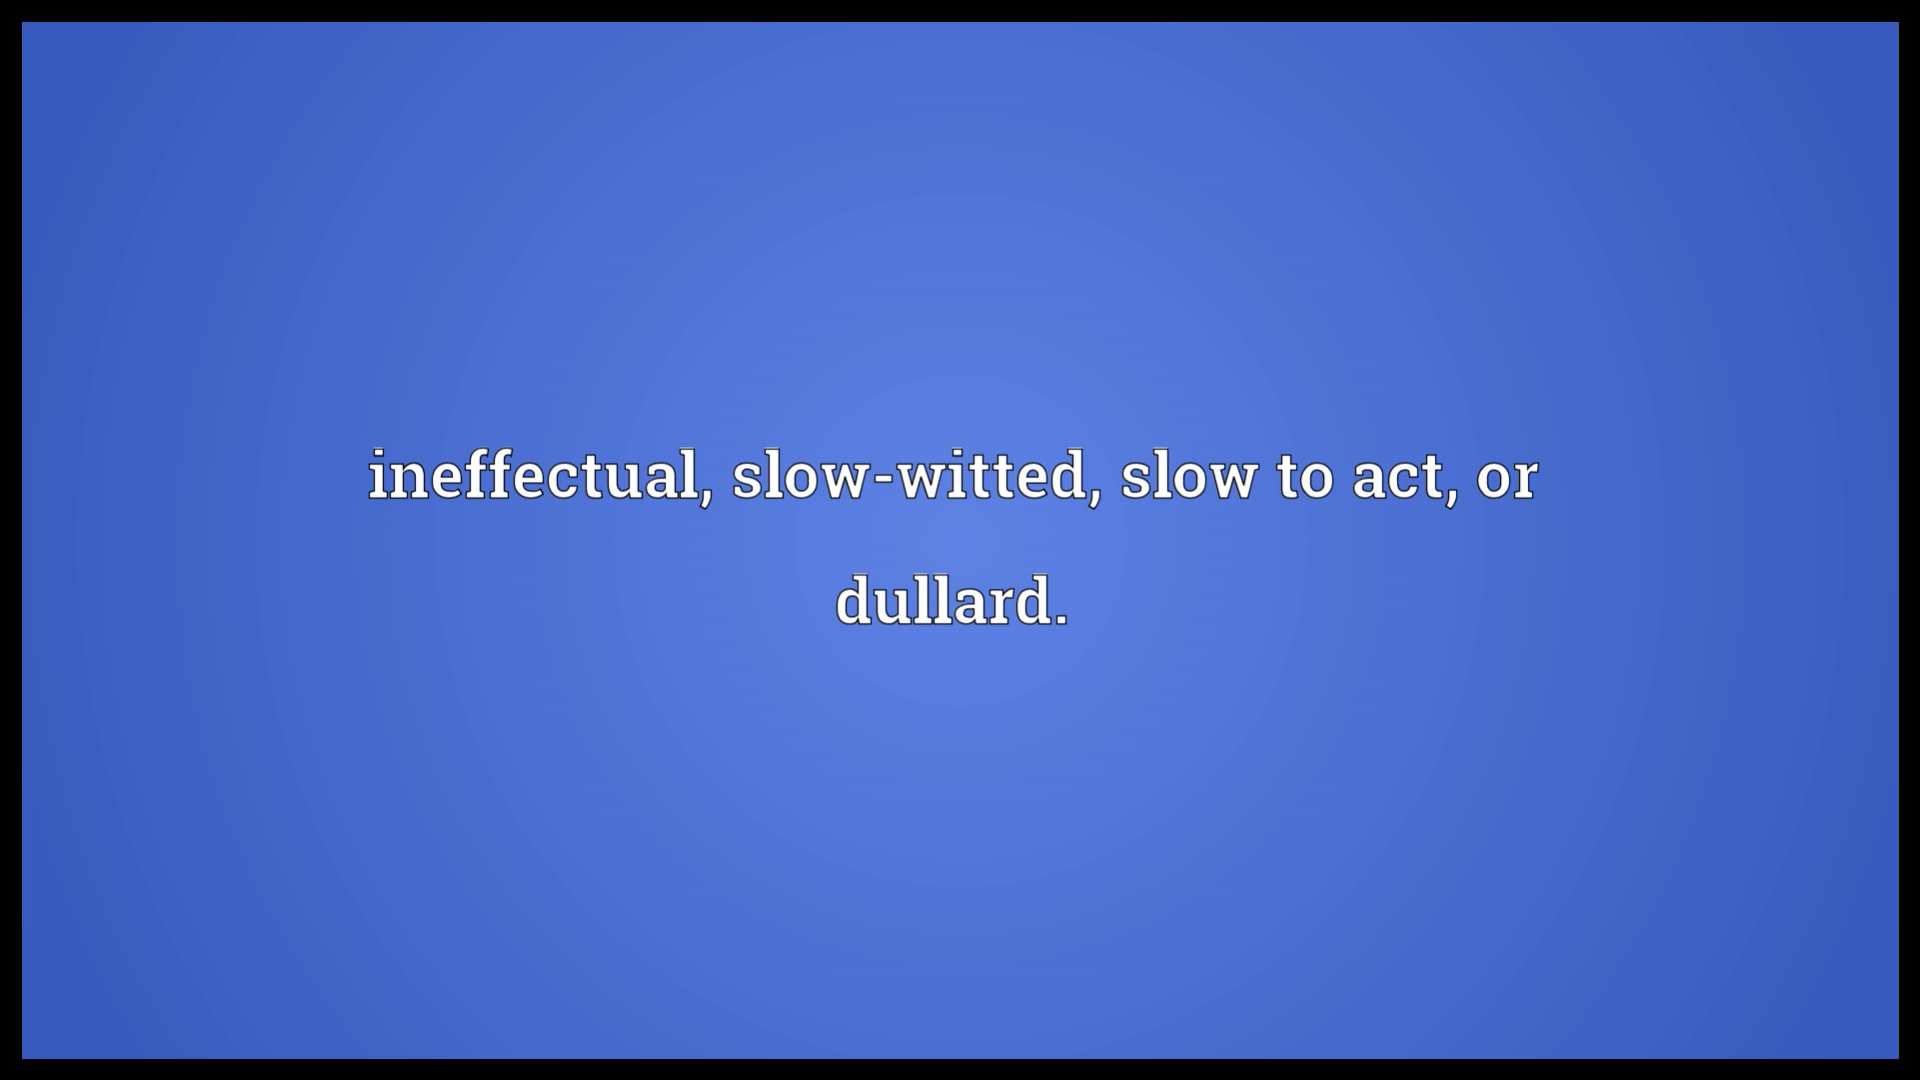 ineffectual, slow-witted, slow to act, or
dullard.